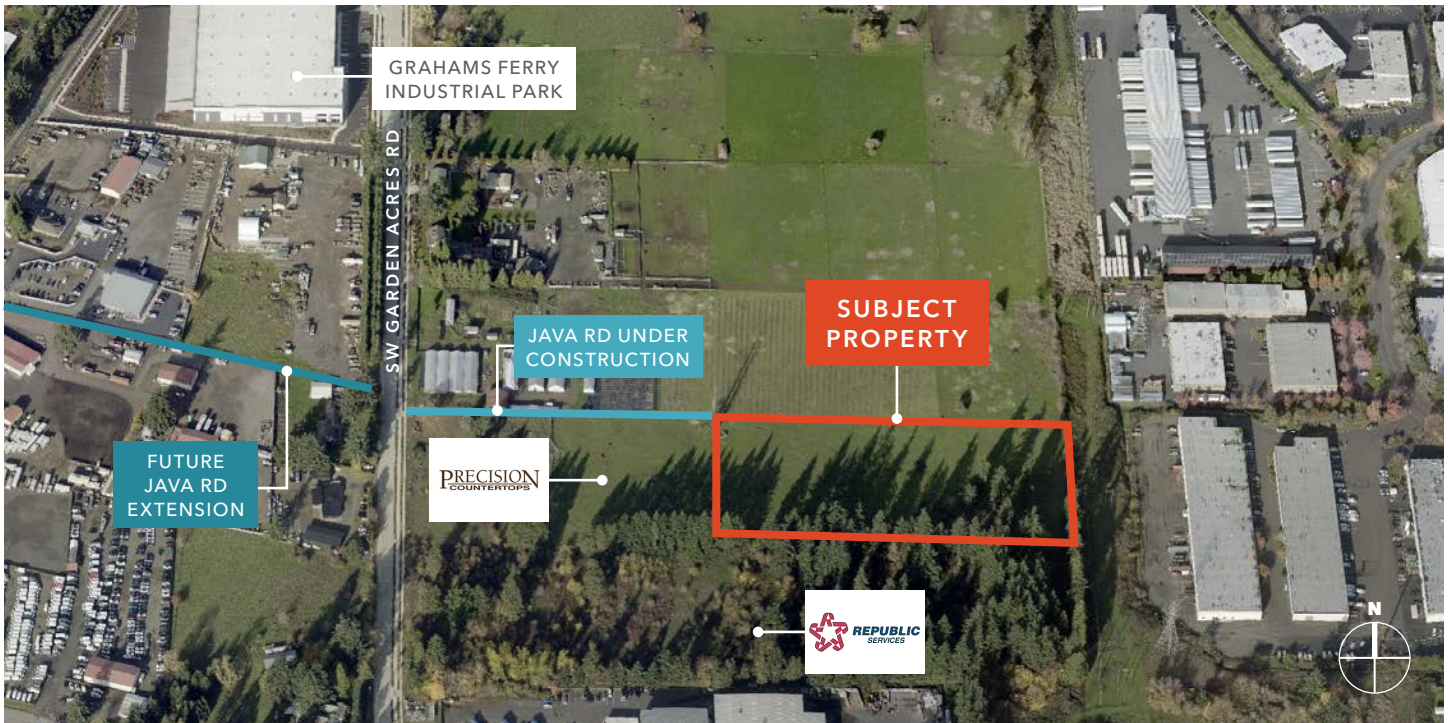 GRAHAMS FERRY
INDUSTRIAL PARK
SW GARDEN ACRES RD
SUBJECT
PROPERTY
JAVA RD UNDER
CONSTRUCTION
FUTURE
JAVA RD
EXTENSION
PRECISION
COUNTERTOPS
REPUBLIC
SERVICES
N